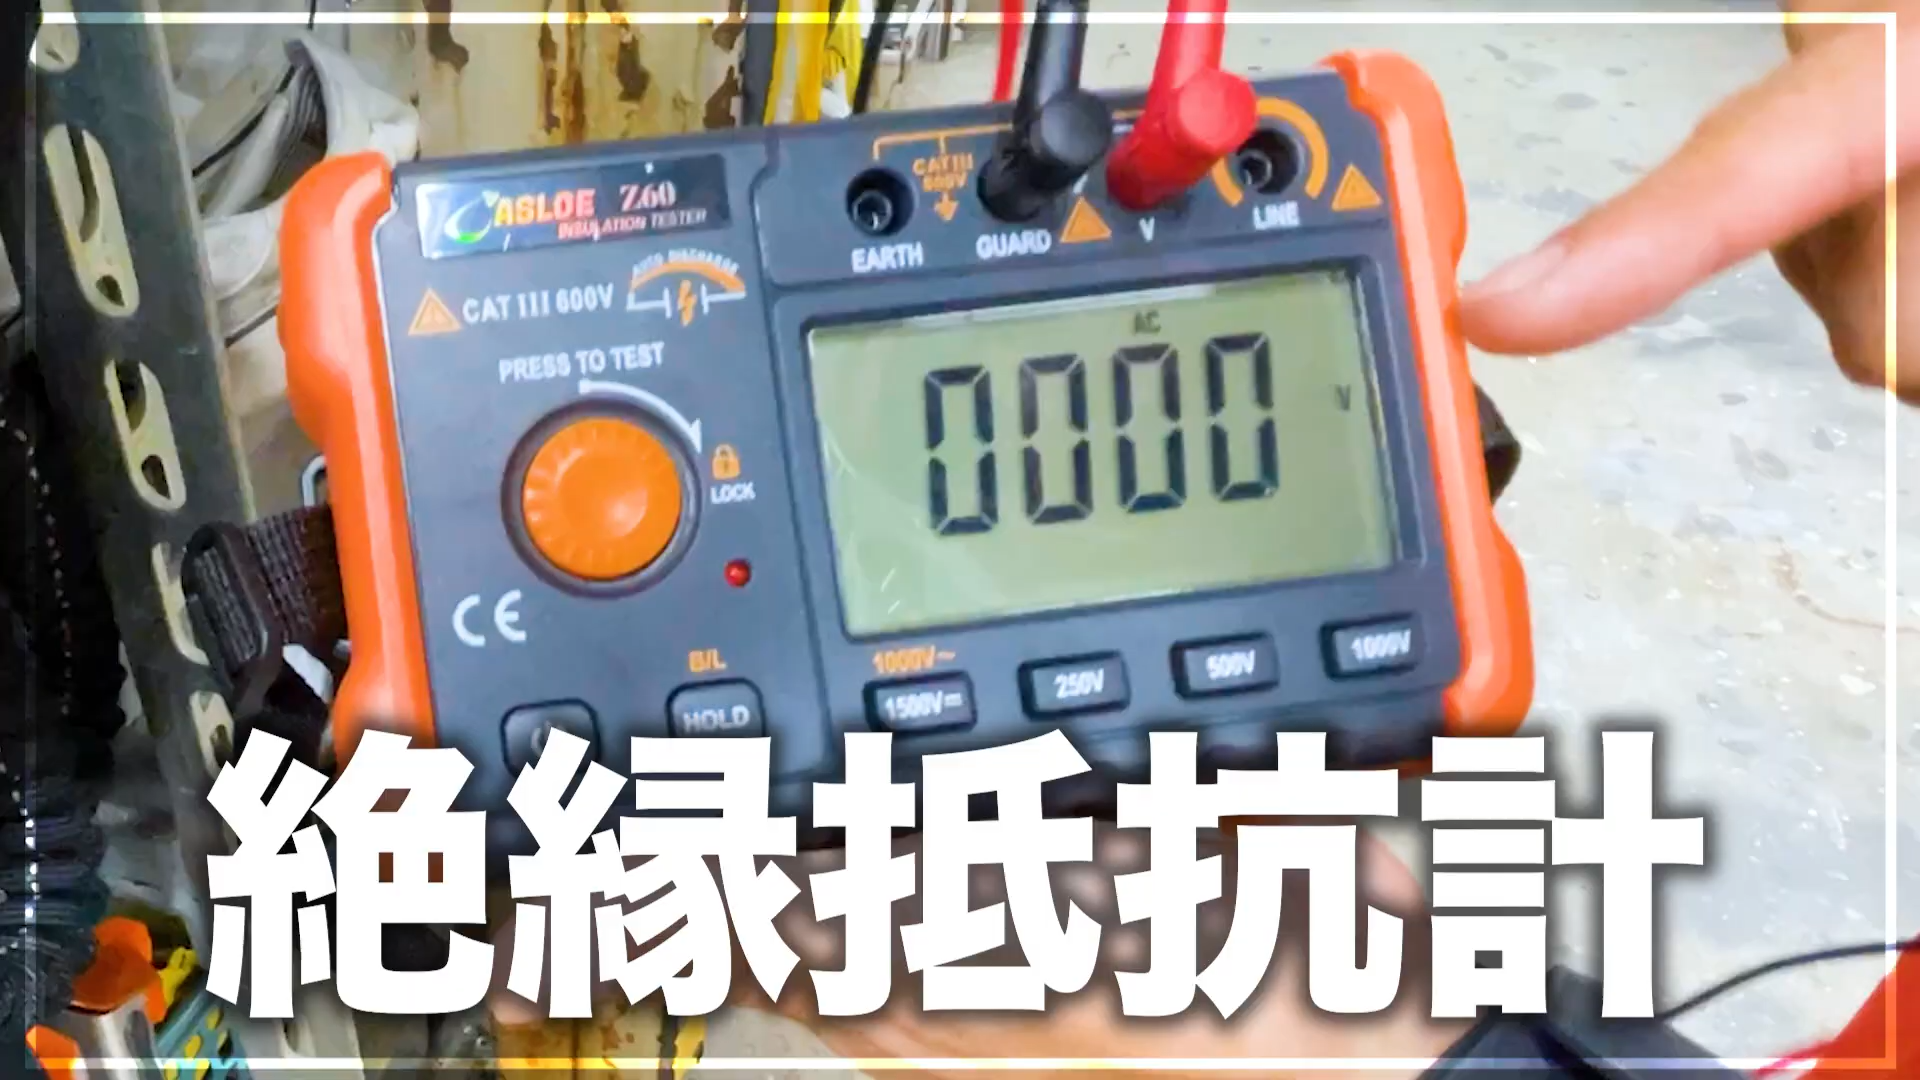 CASLOE Z60
INSULATION TESTER
CAT III 600V
AUTO DISCHARGE
PRESS TO TEST
LOCK
CE
B/L
HOLD
CAT III
600V
EARTH
GUARD
V
LINE
AC
0000
V
1000V~
1500V
250V
500V
1000V
絶縁抵抗計